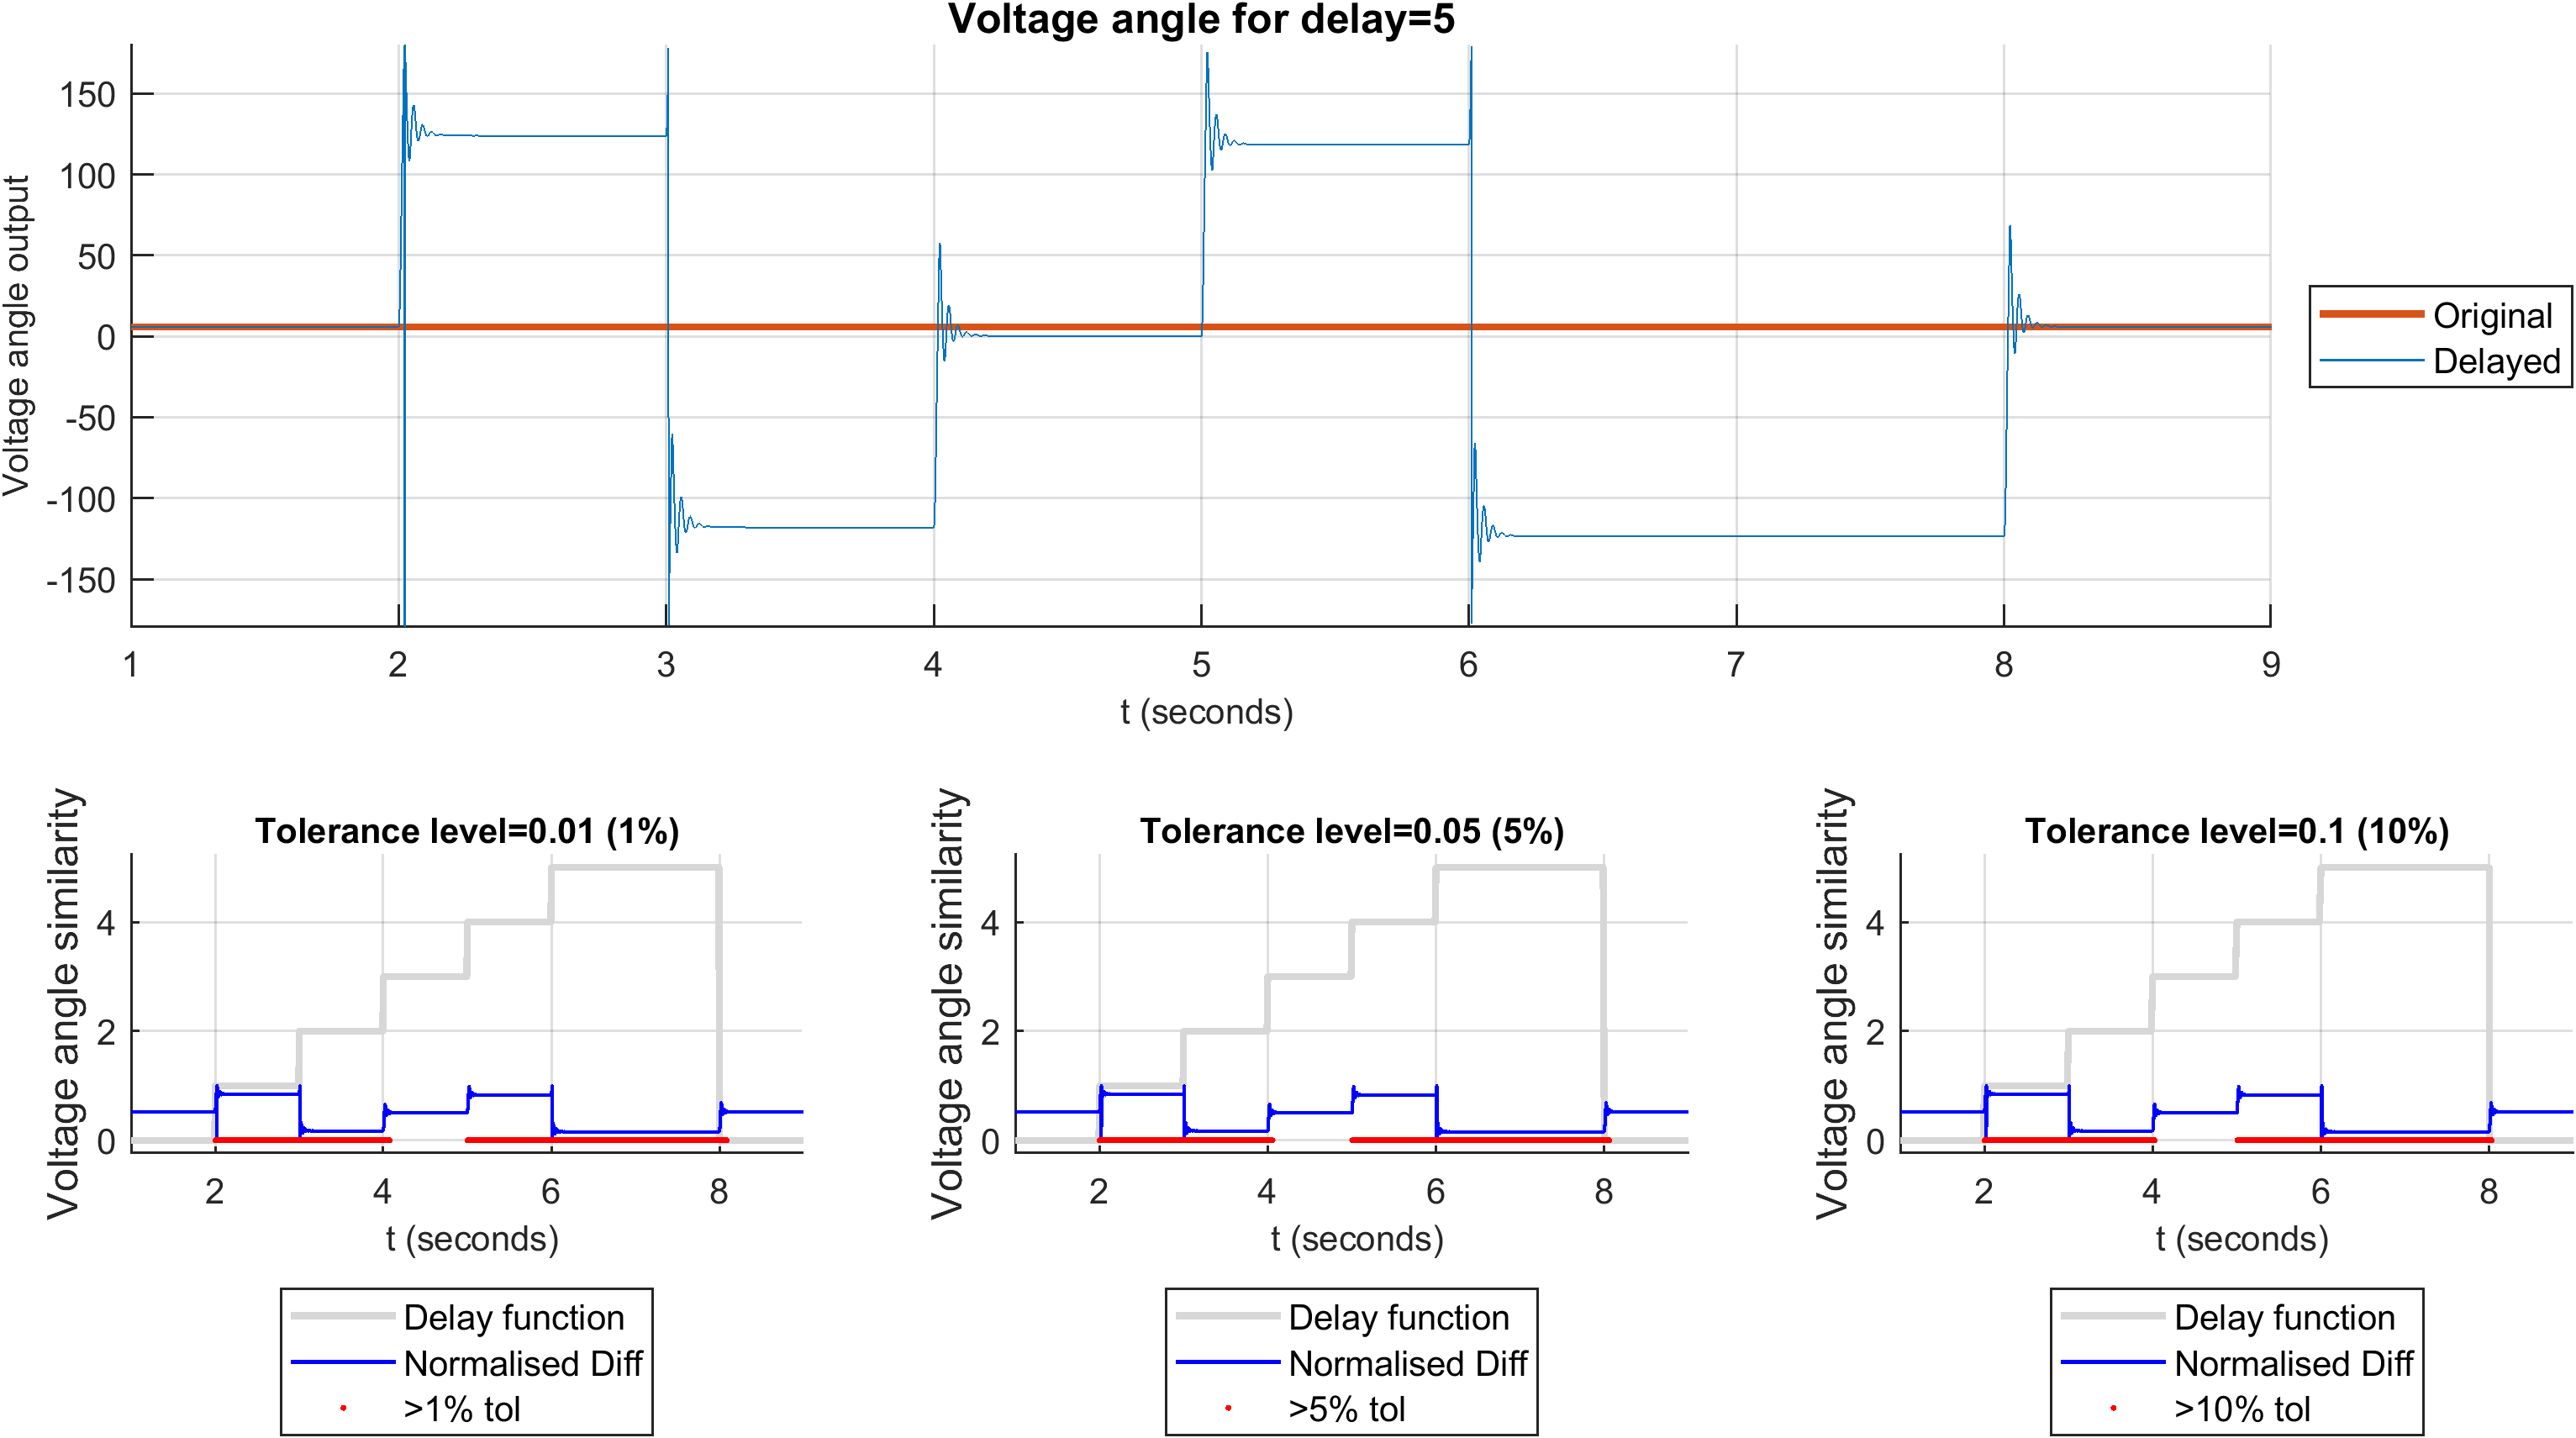 Voltage angle for delay=5
Voltage angle output
150
100
50
0
-50
-100
-150
1 2 3 4 5 6 7 8 9
t (seconds)
Original
Delayed
Tolerance level=0.01 (1%)
Voltage angle similarity
4
2
0
2 4 6 8
t (seconds)
Delay function
Normalised Diff
>1% tol
Tolerance level=0.05 (5%)
Voltage angle similarity
4
2
0
2 4 6 8
t (seconds)
Delay function
Normalised Diff
>5% tol
Tolerance level=0.1 (10%)
Voltage angle similarity
4
2
0
2 4 6 8
t (seconds)
Delay function
Normalised Diff
>10% tol